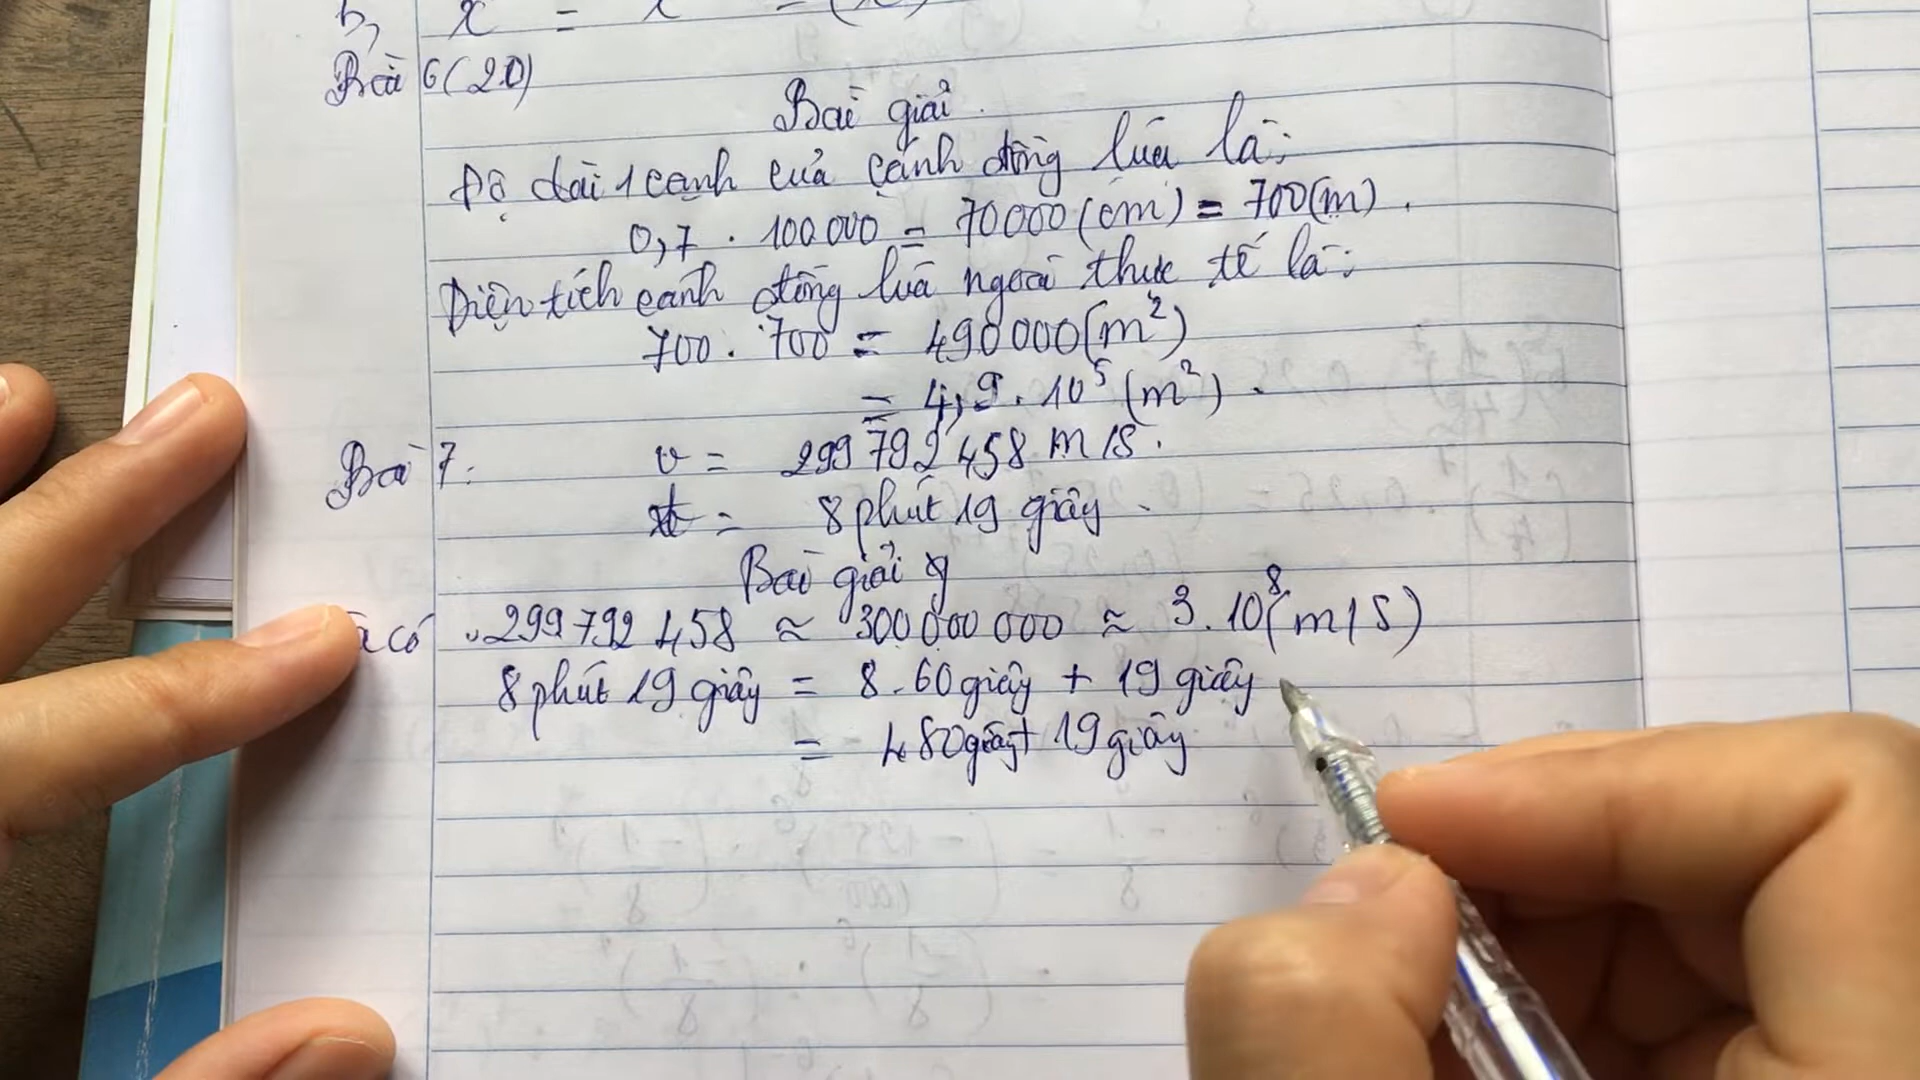 b, x = x = (x)
Bài 6 (20)
Bài giải
Độ dài 1 cạnh của cánh đồng lúa là:
0,7 . 100 000 = 70000 (cm) = 700 (m).
Diện tích cánh đồng lúa ngoài thực tế là:
700 . 700 = 490 000 (m²)
= 4,9 . 10⁵ (m²).
Bài 7: v = 299 792 458 m/s.
t = 8 phút 19 giây.
Bài giải
có 299 792 458 ≈ 300 000 000 ≈ 3 . 10⁸ (m/s)
8 phút 19 giây = 8 . 60 giây + 19 giây
= 480 giây + 19 giây